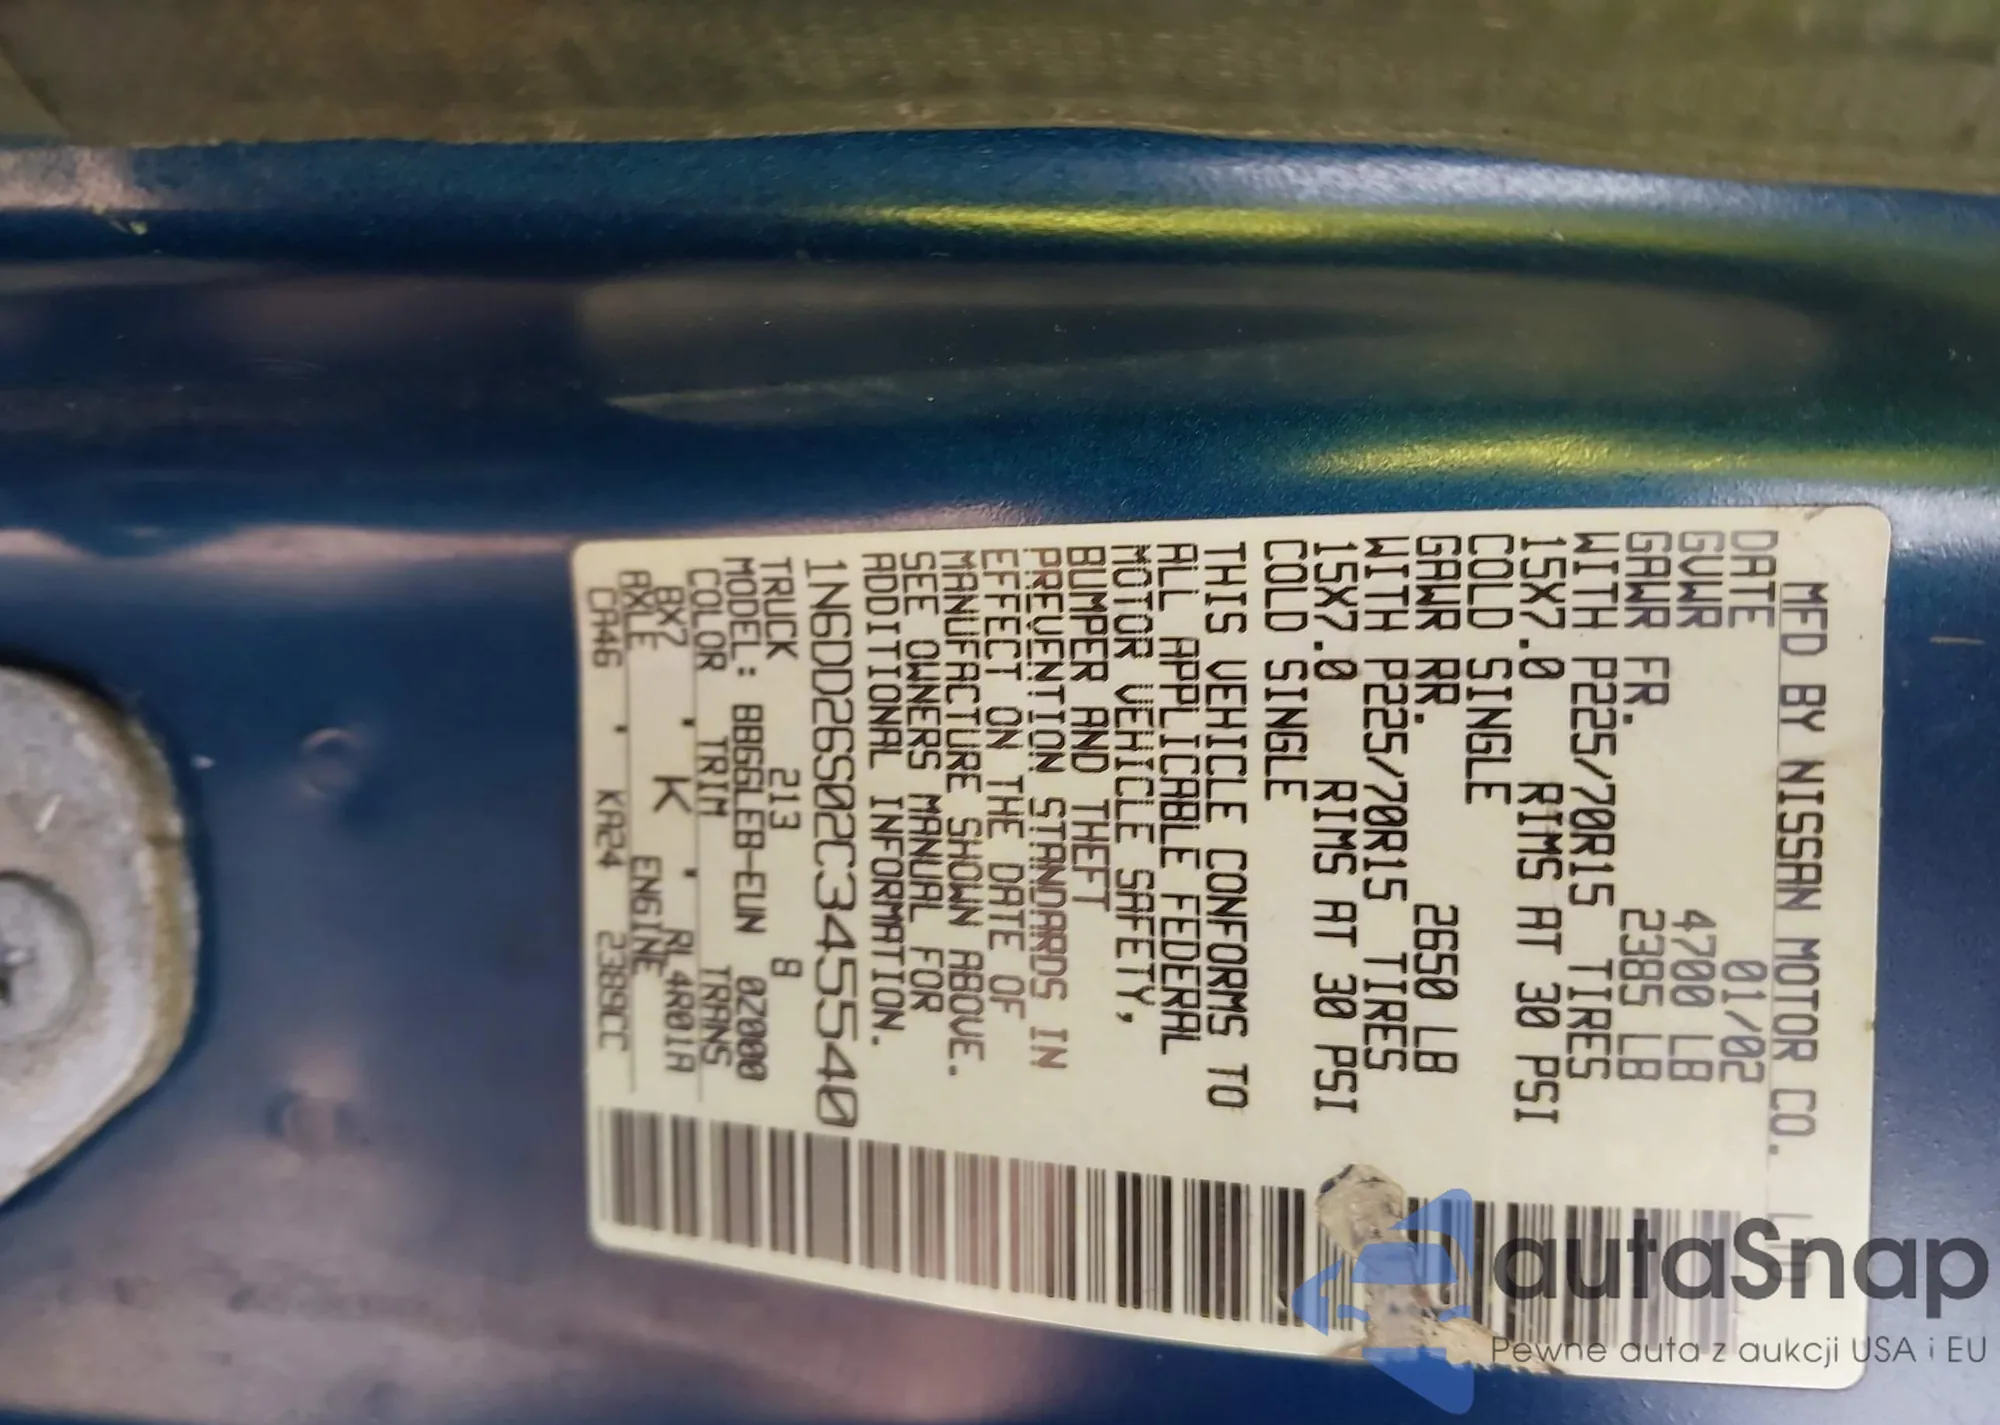 MFD BY NISSAN MOTOR CO. LTD
DATE 01/02
GVWR 4700 LB
GAWR FR. 2385 LB
WITH P225/70R15 TIRES
15X7.0 RIMS AT 30 PSI
COLD SINGLE
GAWR RR. 2650 LB
WITH P225/70R15 TIRES
15X7.0 RIMS AT 30 PSI
COLD SINGLE
THIS VEHICLE CONFORMS TO
ALL APPLICABLE FEDERAL
MOTOR VEHICLE SAFETY,
BUMPER AND THEFT
PREVENTION STANDARDS IN
EFFECT ON THE DATE OF
MANUFACTURE SHOWN ABOVE.
SEE OWNERS MANUAL FOR
ADDITIONAL INFORMATION.
1N6DD26S02C345540
TRUCK 213 8
MODEL: BBGGLEB-EUN 0Z0000
COLOR TRIM TRANS
BX7 . K . RL4R01A
AXLE ENGINE
CA46 . KA24 2389CC
autaSnap
Pewne auta z aukcji USA i EU